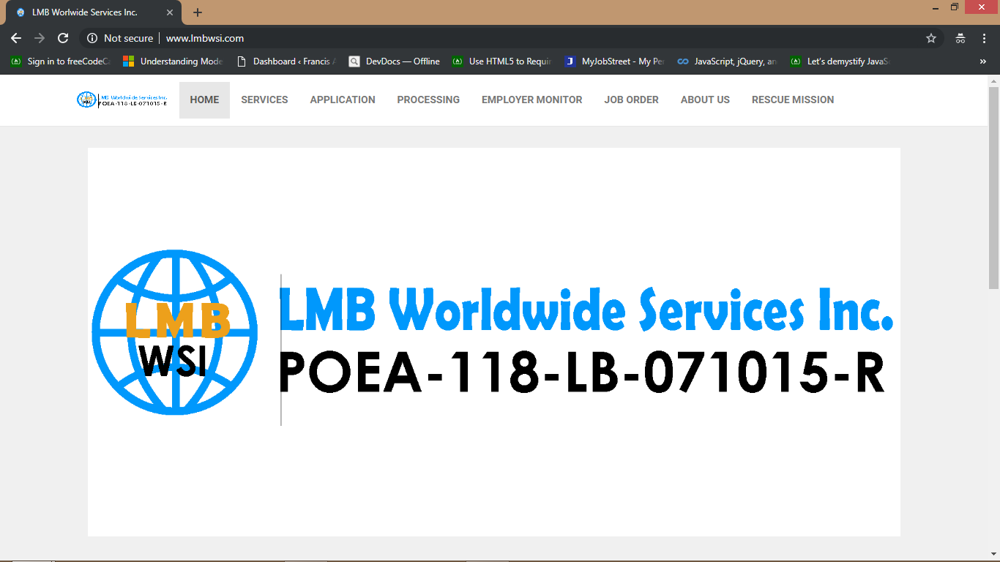 LMB Worlwide Services Inc.
Not secure
www.lmbwsi.com
Sign in to freeCodeCa
Understanding Mode
Dashboard ‹ Francis A
DevDocs — Offline
Use HTML5 to Requir
MyJobStreet - My Per
JavaScript, jQuery, an
Let's demystify JavaSc
»
LMB Worldwide Services Inc.
POEA-118-LB-071015-R
HOME SERVICES APPLICATION PROCESSING EMPLOYER MONITOR JOB ORDER ABOUT US RESCUE MISSION
LMB
WSI
LMB Worldwide Services Inc.
POEA-118-LB-071015-R